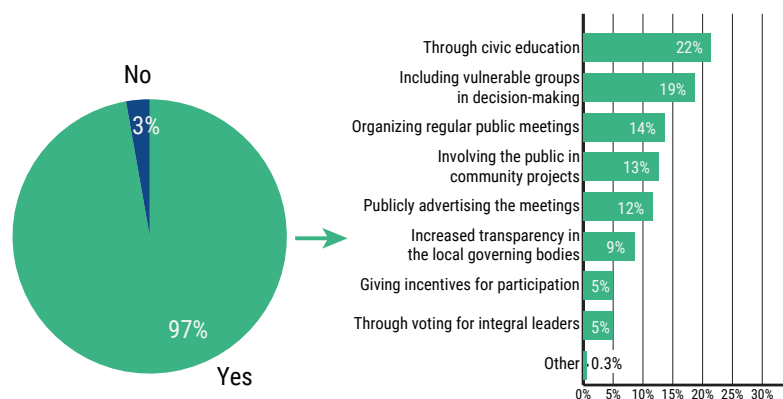 No
3%
97%
Yes
Through civic education
22%
Including vulnerable groups
in decision-making
19%
Organizing regular public meetings
14%
Involving the public in
community projects
13%
Publicly advertising the meetings
12%
Increased transparency in
the local governing bodies
9%
Giving incentives for participation
5%
Through voting for integral leaders
5%
Other
0.3%
0% 5% 10% 15% 20% 25% 30%